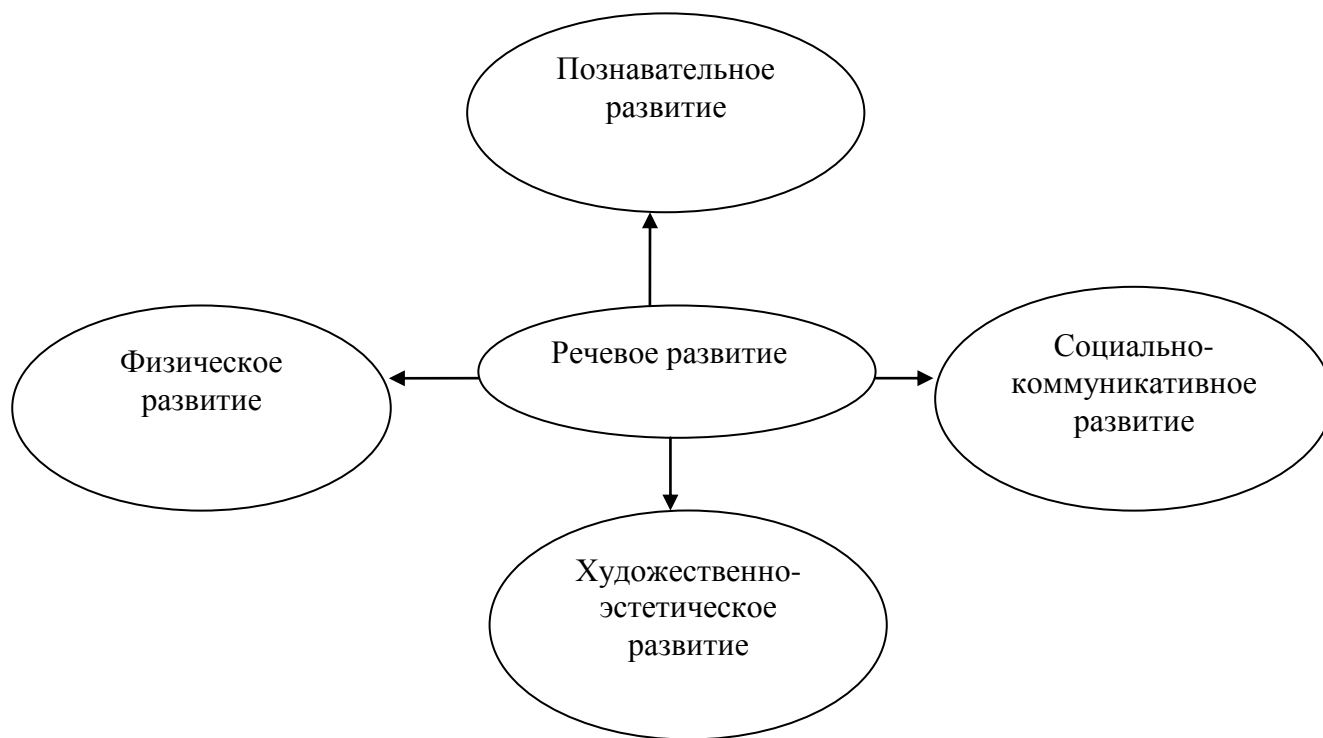 Познавательное
развитие
Физическое
развитие
Речевое развитие
Социально-
коммуникативное
развитие
Художественно-
эстетическое
развитие